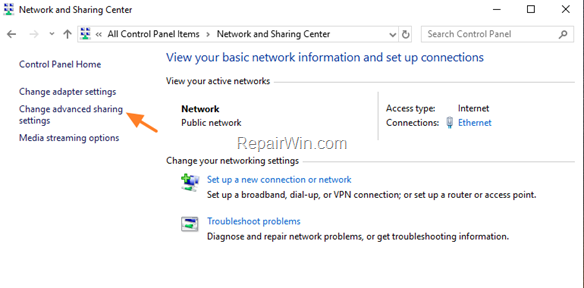 Network and Sharing Center
All Control Panel Items > Network and Sharing Center
Search Control Panel
Control Panel Home
Change adapter settings
Change advanced sharing
settings
Media streaming options
View your basic network information and set up connections
View your active networks
Network
Public network
Access type: Internet
Connections: Ethernet
RepairWin.com
Change your networking settings
Set up a new connection or network
Set up a broadband, dial-up, or VPN connection; or set up a router or access point.
Troubleshoot problems
Diagnose and repair network problems, or get troubleshooting information.